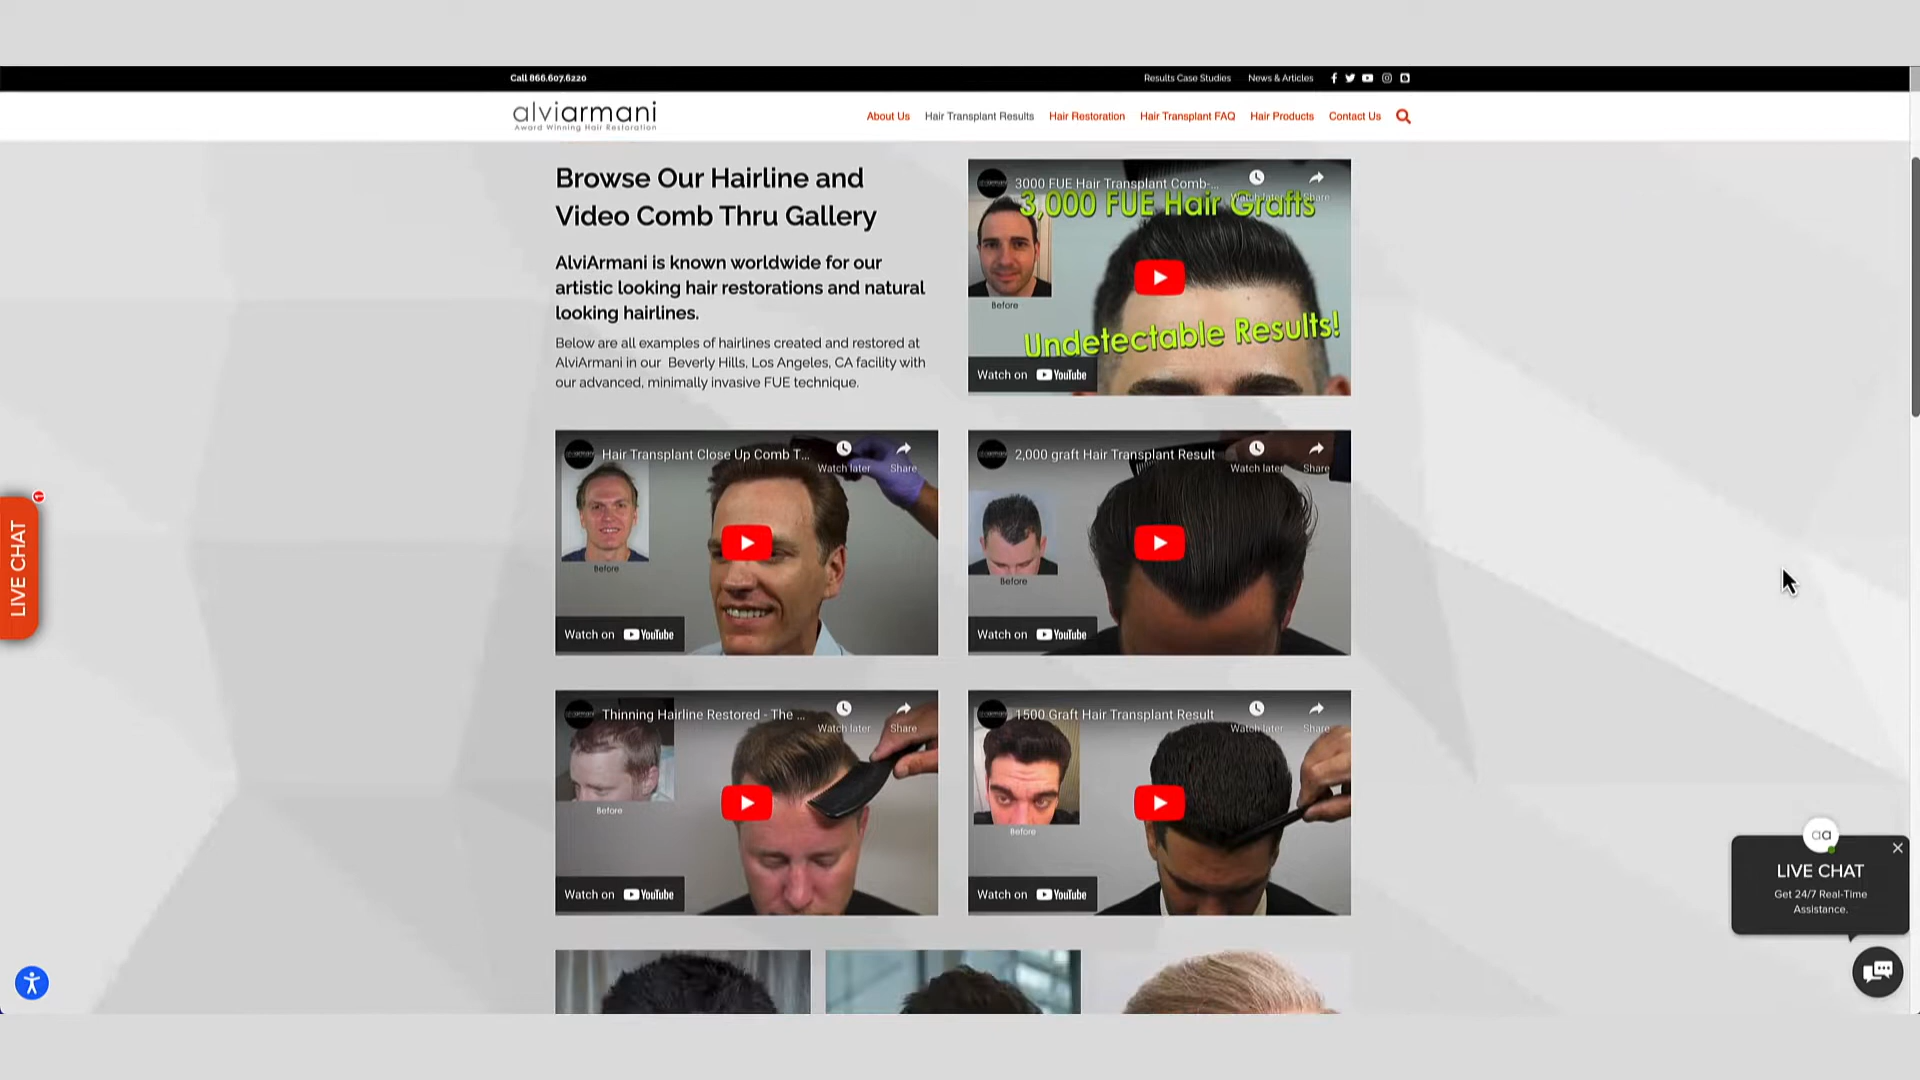 Call 866.607.6220
Results Case Studies
News & Articles
alviarmani
Award Winning Hair Restoration
About Us
Hair Transplant Results
Hair Restoration
Hair Transplant FAQ
Hair Products
Contact Us
Browse Our Hairline and
Video Comb Thru Gallery
AlviArmani is known worldwide for our
artistic looking hair restorations and natural
looking hairlines.
Below are all examples of hairlines created and restored at
AlviArmani in our Beverly Hills, Los Angeles, CA facility with
our advanced, minimally invasive FUE technique.
3000 FUE Hair Transplant Comb-...
Watch later
Share
3,000 FUE Hair Grafts
Before
Undetectable Results!
Watch on YouTube
Hair Transplant Close Up Comb T...
Watch later
Share
Before
Watch on YouTube
2,000 graft Hair Transplant Result
Watch later
Share
Before
Watch on YouTube
Thinning Hairline Restored - The ...
Watch later
Share
Before
Watch on YouTube
1500 Graft Hair Transplant Result
Watch later
Share
Before
Watch on YouTube
LIVE CHAT
1
aa
LIVE CHAT
Get 24/7 Real-Time
Assistance.